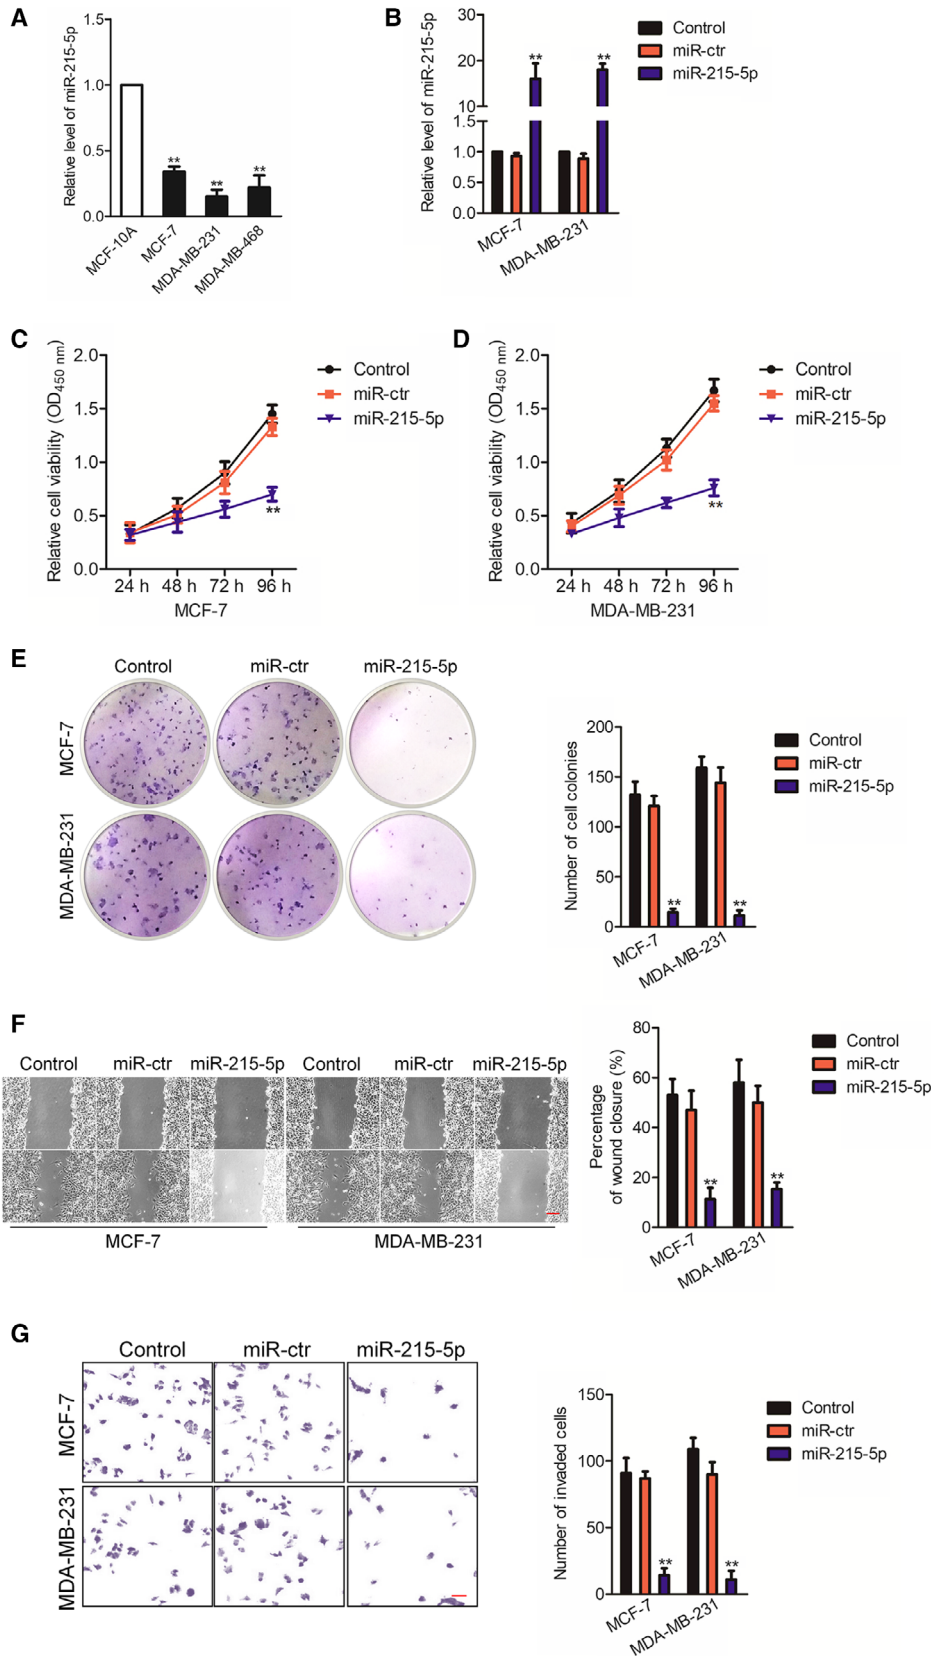 A
Relative level of miR-215-5p
1.5
1.0
0.5
0.0
**
**
**
MCF-10A
MCF-7
MDA-MB-231
MDA-MB-468
B
Relative level of miR-215-5p
30
20
10
1.5
1.0
0.5
0.0
**
**
MCF-7
MDA-MB-231
Control
miR-ctr
miR-215-5p
C
Relative cell viability (OD450 nm)
2.0
1.5
1.0
0.5
0.0
**
24 h 48 h 72 h 96 h
MCF-7
Control
miR-ctr
miR-215-5p
D
Relative cell viability (OD450 nm)
2.0
1.5
1.0
0.5
0.0
**
24 h 48 h 72 h 96 h
MDA-MB-231
Control
miR-ctr
miR-215-5p
E
Control miR-ctr miR-215-5p
MCF-7
MDA-MB-231
Number of cell colonies
200
150
100
50
0
**
**
MCF-7
MDA-MB-231
Control
miR-ctr
miR-215-5p
F
Control miR-ctr miR-215-5p Control miR-ctr miR-215-5p
MCF-7 MDA-MB-231
Percentage
of wound closure (%)
80
60
40
20
0
**
**
MCF-7
MDA-MB-231
Control
miR-ctr
miR-215-5p
G
Control miR-ctr miR-215-5p
MCF-7
MDA-MB-231
Number of invaded cells
150
100
50
0
**
**
MCF-7
MDA-MB-231
Control
miR-ctr
miR-215-5p